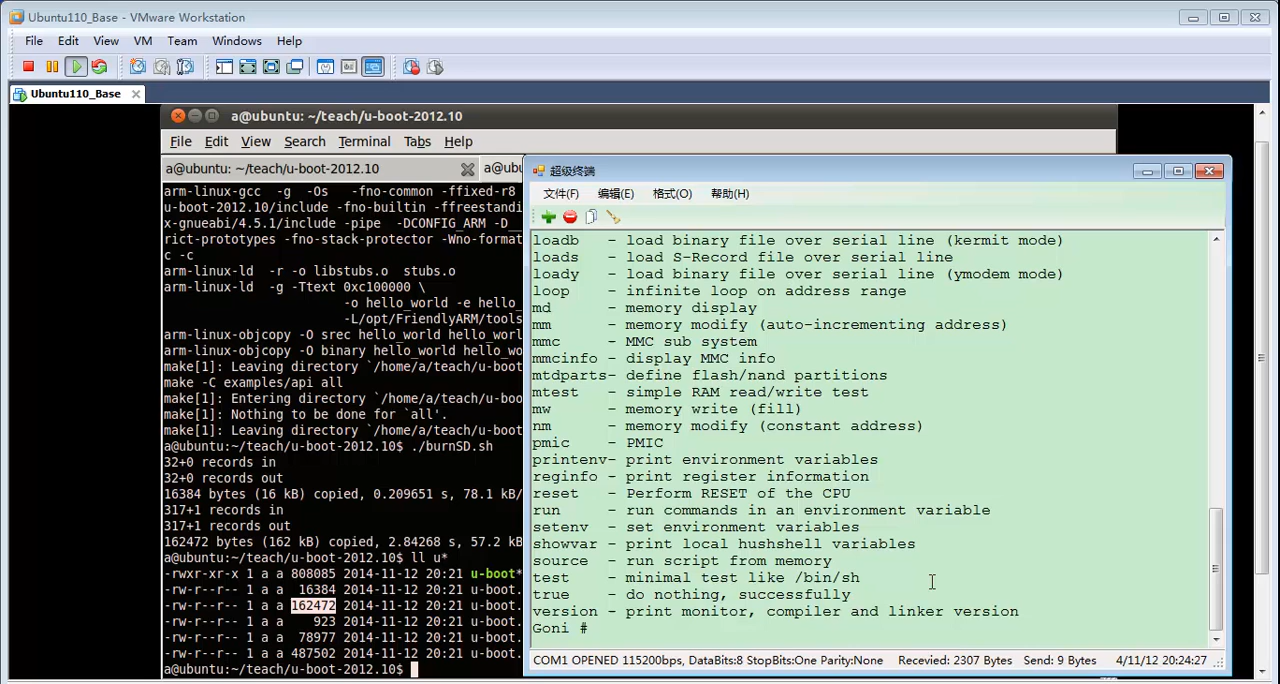 Ubuntu110_Base - VMware Workstation
File Edit View VM Team Windows Help
Ubuntu110_Base
a@ubuntu: ~/teach/u-boot-2012.10
File Edit View Search Terminal Tabs Help
a@ubuntu: ~/teach/u-boot-2012.10
a@ubu
arm-linux-gcc -g -Os -fno-common -ffixed-r8
u-boot-2012.10/include -fno-builtin -ffreestandi
x-gnueabi/4.5.1/include -pipe -DCONFIG_ARM -D__
rict-prototypes -fno-stack-protector -Wno-format
c -c
arm-linux-ld -r -o libstubs.o stubs.o
arm-linux-ld -g -Ttext 0xc100000 \
-o hello_world -e hello_
-L/opt/FriendlyARM/tools
arm-linux-objcopy -O srec hello_world hello_wor
arm-linux-objcopy -O binary hello_world hello_wo
make[1]: Leaving directory `/home/a/teach/u-boot
make -C examples/api all
make[1]: Entering directory `/home/a/teach/u-boo
make[1]: Nothing to be done for `all'.
make[1]: Leaving directory `/home/a/teach/u-boot
a@ubuntu:~/teach/u-boot-2012.10$ ./burnSD.sh
32+0 records in
32+0 records out
16384 bytes (16 kB) copied, 0.209651 s, 78.1 kB/
317+1 records in
317+1 records out
162472 bytes (162 kB) copied, 2.84268 s, 57.2 k
a@ubuntu:~/teach/u-boot-2012.10$ ll u*
-rwxr-xr-x 1 a a 808085 2014-11-12 20:21 u-boot*
-rw-r--r-- 1 a a 16384 2014-11-12 20:21 u-boot.
-rw-r--r-- 1 a a 162472 2014-11-12 20:21 u-boot.
-rw-r--r-- 1 a a 923 2014-11-12 20:21 u-boot.
-rw-r--r-- 1 a a 78977 2014-11-12 20:21 u-boot.
-rw-r--r-- 1 a a 487502 2014-11-12 20:21 u-boot.
a@ubuntu:~/teach/u-boot-2012.10$
超级终端
文件(F) 编辑(E) 格式(O) 帮助(H)
loadb - load binary file over serial line (kermit mode)
loads - load S-Record file over serial line
loady - load binary file over serial line (ymodem mode)
loop - infinite loop on address range
md - memory display
mm - memory modify (auto-incrementing address)
mmc - MMC sub system
mmcinfo - display MMC info
mtdparts- define flash/nand partitions
mtest - simple RAM read/write test
mw - memory write (fill)
nm - memory modify (constant address)
pmic - PMIC
printenv- print environment variables
reginfo - print register information
reset - Perform RESET of the CPU
run - run commands in an environment variable
setenv - set environment variables
showvar - print local hushshell variables
source - run script from memory
test - minimal test like /bin/sh
true - do nothing, successfully
version - print monitor, compiler and linker version
Goni #
COM1 OPENED 115200bps, DataBits:8 StopBits:One Parity:None Recevied: 2307 Bytes Send: 9 Bytes 4/11/12 20:24:27